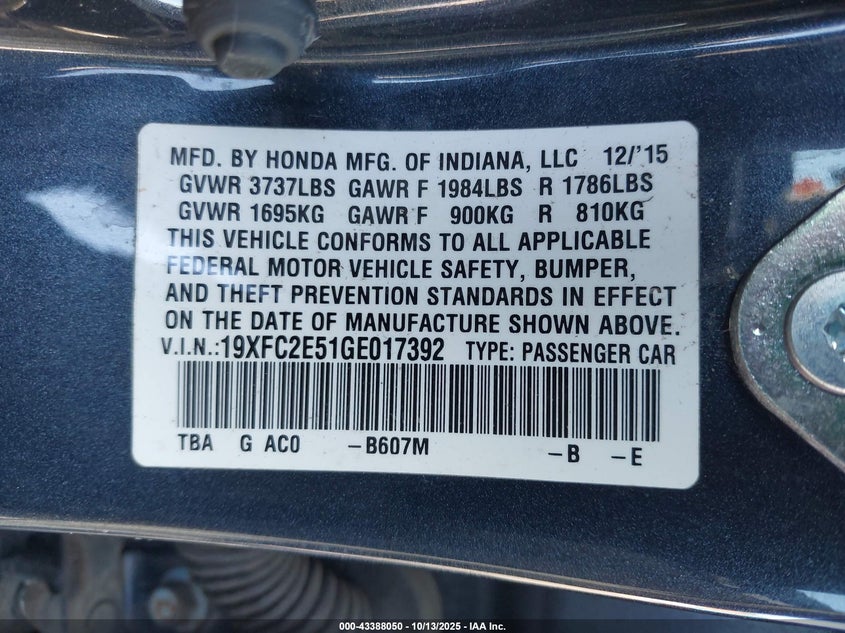 MFD. BY HONDA MFG. OF INDIANA, LLC 12/'15
GVWR 3737LBS GAWR F 1984LBS R 1786LBS
GVWR 1695KG GAWR F 900KG R 810KG
THIS VEHICLE CONFORMS TO ALL APPLICABLE
FEDERAL MOTOR VEHICLE SAFETY, BUMPER,
AND THEFT PREVENTION STANDARDS IN EFFECT
ON THE DATE OF MANUFACTURE SHOWN ABOVE.
V.I.N.:19XFC2E51GE017392 TYPE: PASSENGER CAR
TBA G AC0 -B607M -B -E
000-43388050 | 10/13/2025 - IAA Inc.